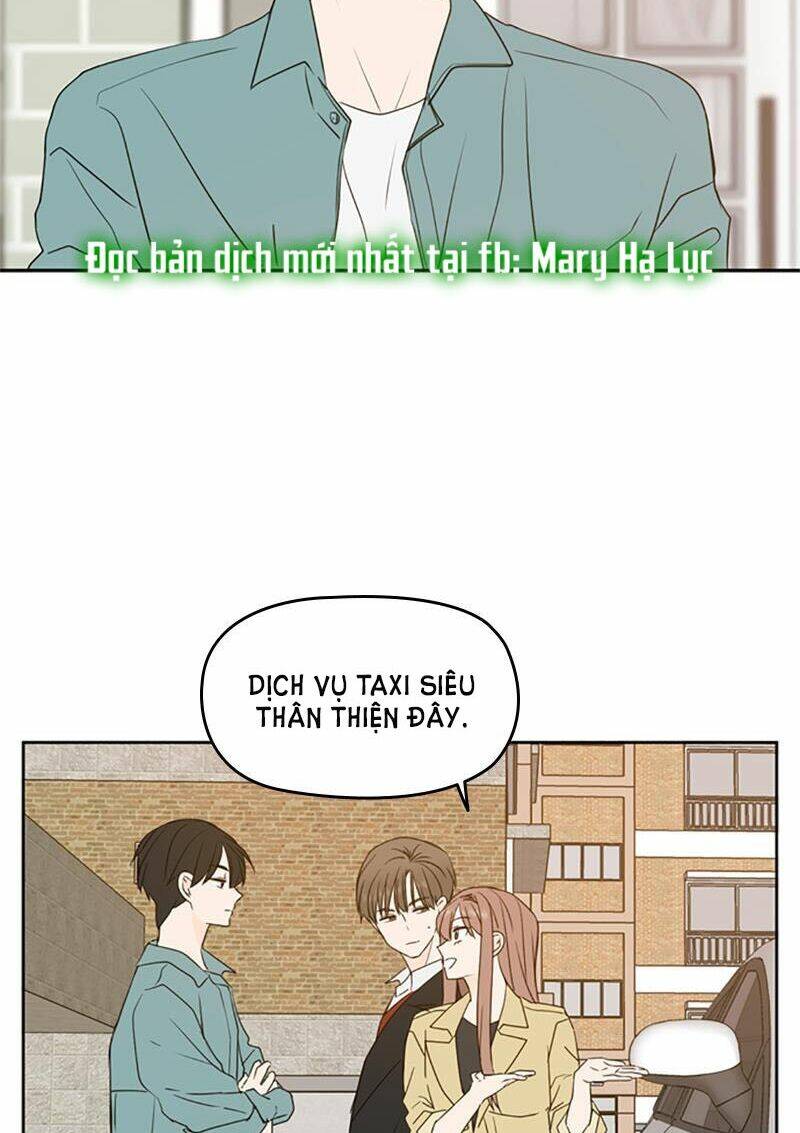 Đọc bản dịch mới nhất tại fb: Mary Hạ Lục
DỊCH VỤ TAXI SIÊU
THÂN THIỆN ĐÂY.